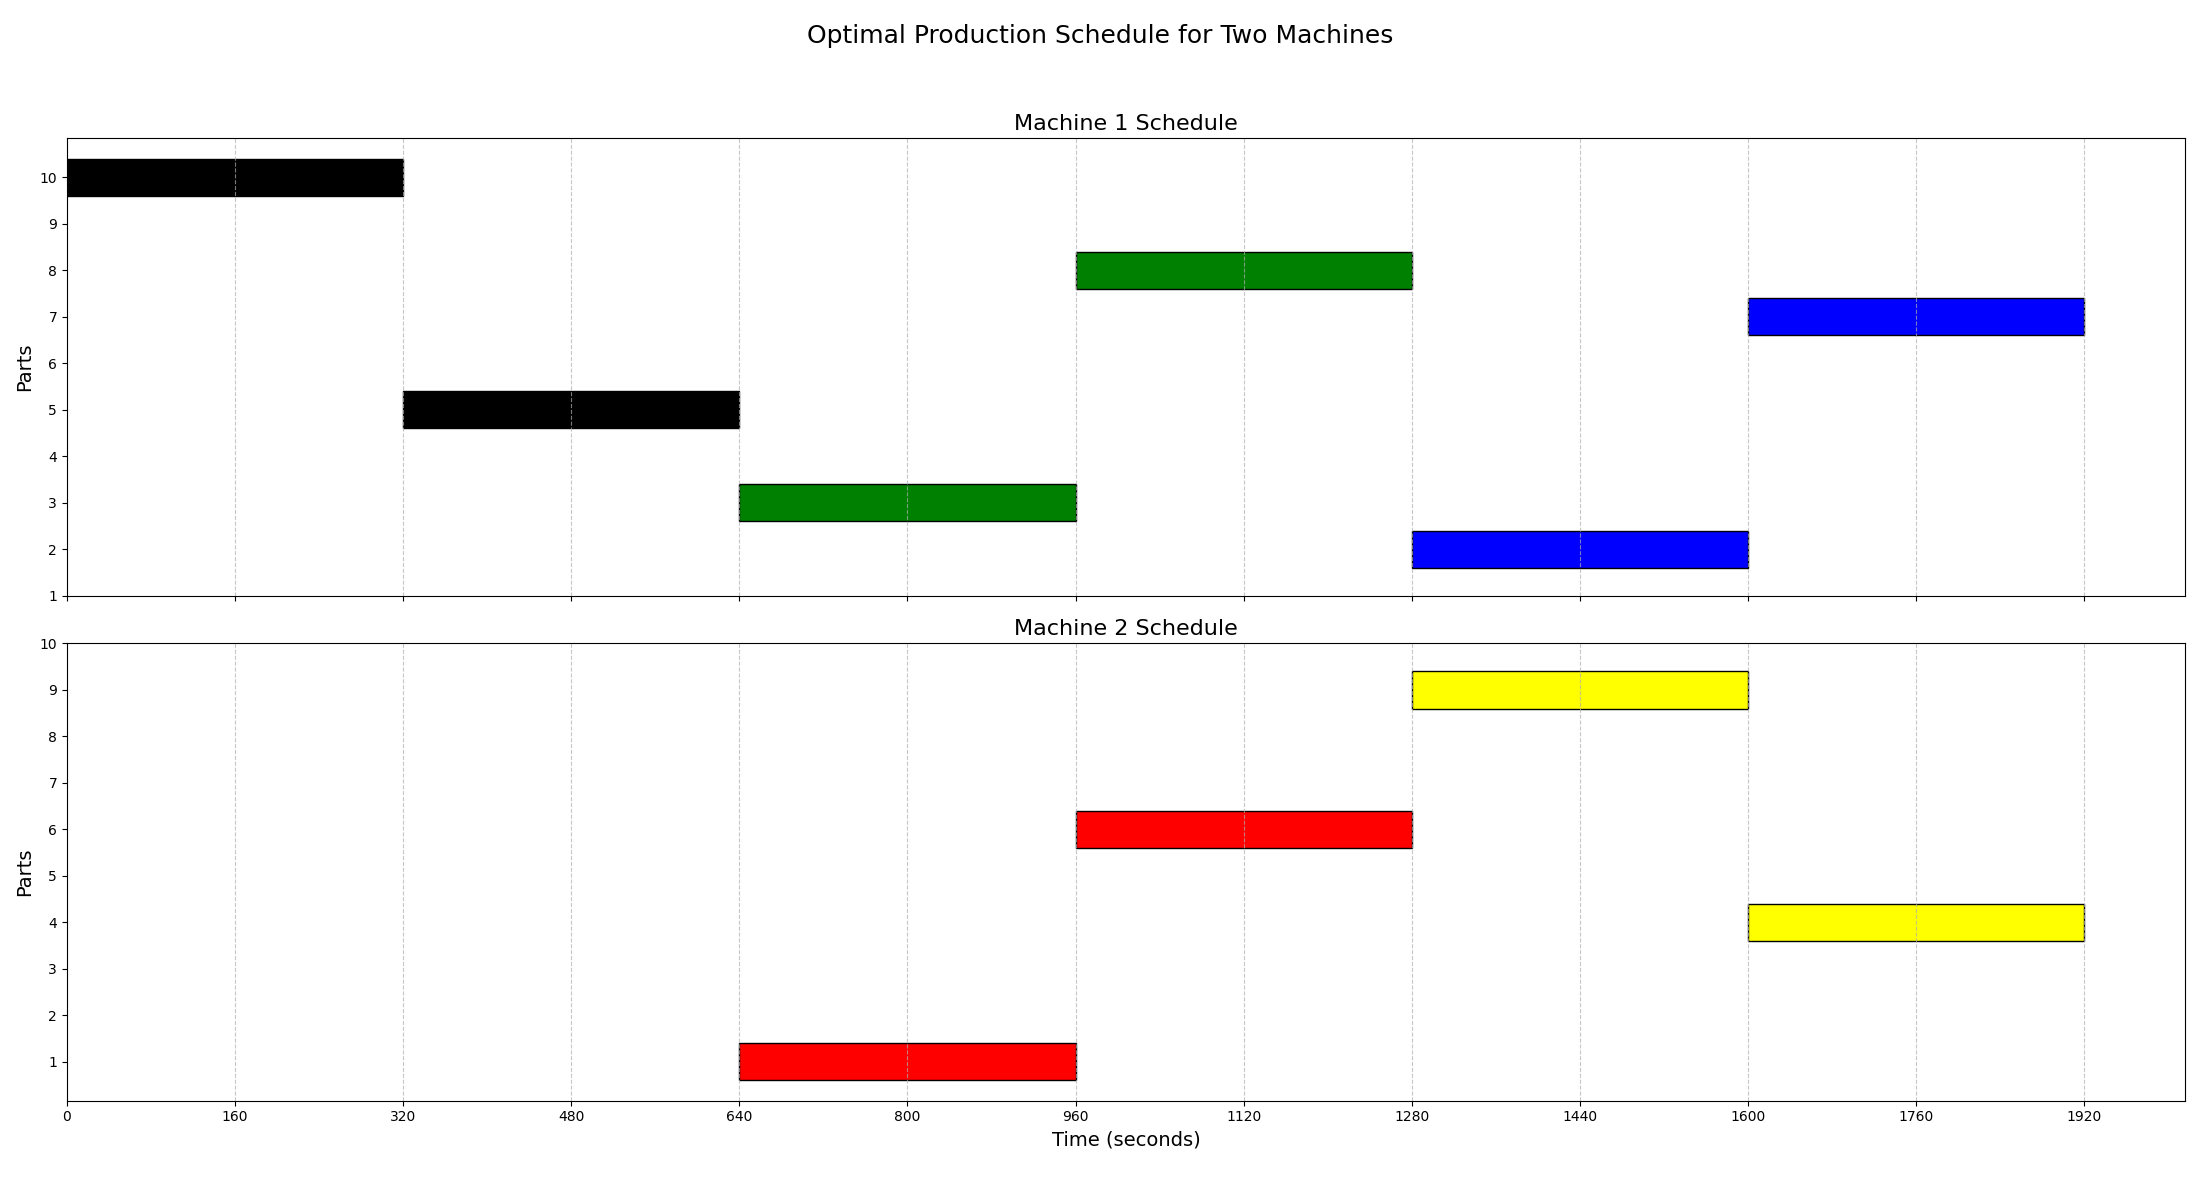 Optimal Production Schedule for Two Machines
Machine 1 Schedule
Parts
10
9
8
7
6
5
4
3
2
1
Machine 2 Schedule
Parts
10
9
8
7
6
5
4
3
2
1
0 160 320 480 640 800 960 1120 1280 1440 1600 1760 1920
Time (seconds)